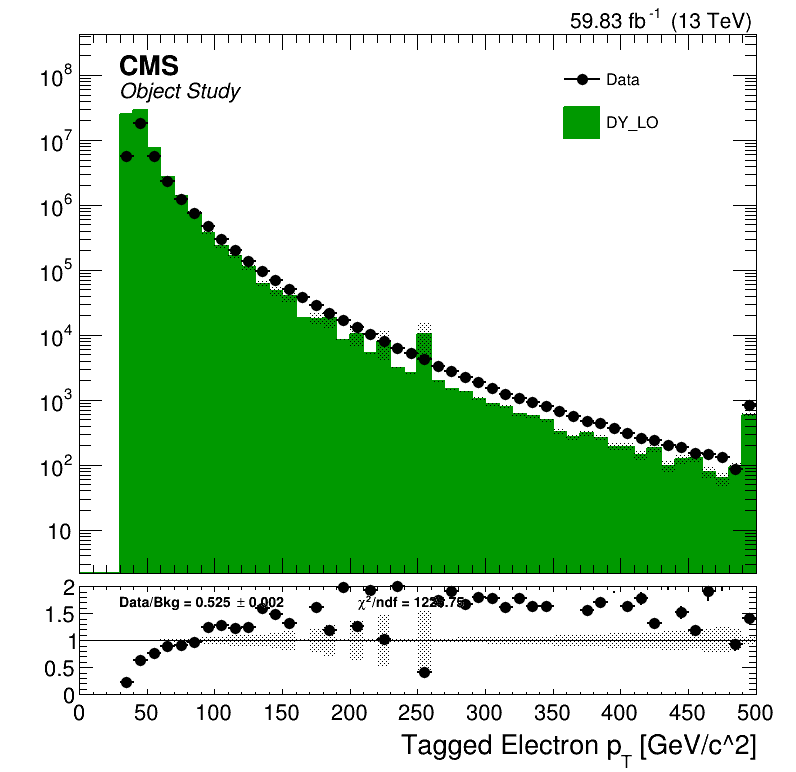 59.83 fb-1 (13 TeV)
CMS
Object Study
Data
DY_LO
10^8
10^7
10^6
10^5
10^4
10^3
10^2
10
Data/Bkg = 0.525 ± 0.002
χ2/ndf =
2
1.5
1
0.5
0
0 50 100 150 200 250 300 350 400 450 500
Tagged Electron pT [GeV/c^2]